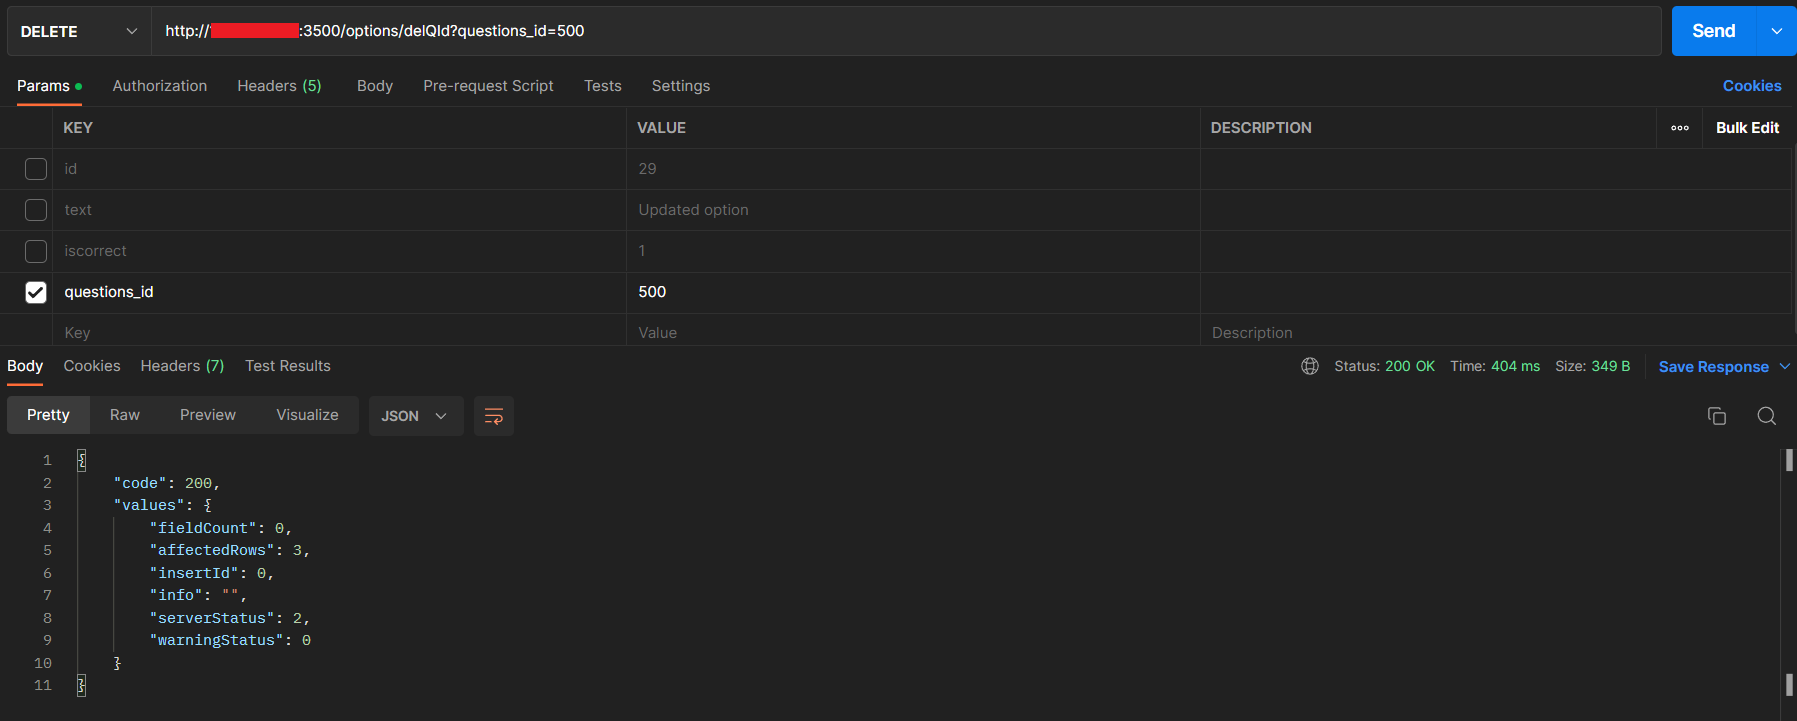 DELETE http:// :3500/options/delQId?questions_id=500 Send
Params Authorization Headers (5) Body Pre-request Script Tests Settings Cookies
KEY VALUE DESCRIPTION ooo Bulk Edit
id 29
text Updated option
iscorrect 1
questions_id 500
Key Value Description
Body Cookies Headers (7) Test Results Status: 200 OK Time: 404 ms Size: 349 B Save Response
Pretty Raw Preview Visualize JSON
1 {
2 "code": 200,
3 "values": {
4 "fieldCount": 0,
5 "affectedRows": 3,
6 "insertId": 0,
7 "info": "",
8 "serverStatus": 2,
9 "warningStatus": 0
10 }
11 }